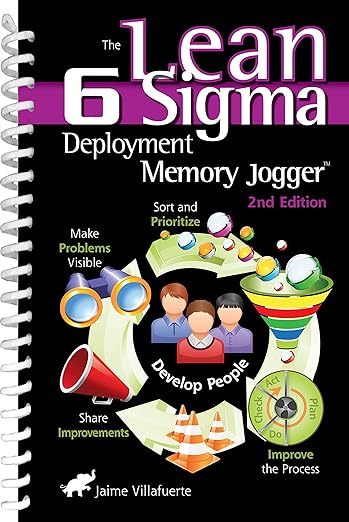 The Lean
6 Sigma
Deployment
Memory Jogger™
2nd Edition
Sort and
Prioritize
Make
Problems
Visible
Develop People
Act
Plan
Check
Do
Share
Improvements
Improve
the Process
Jaime Villafuerte